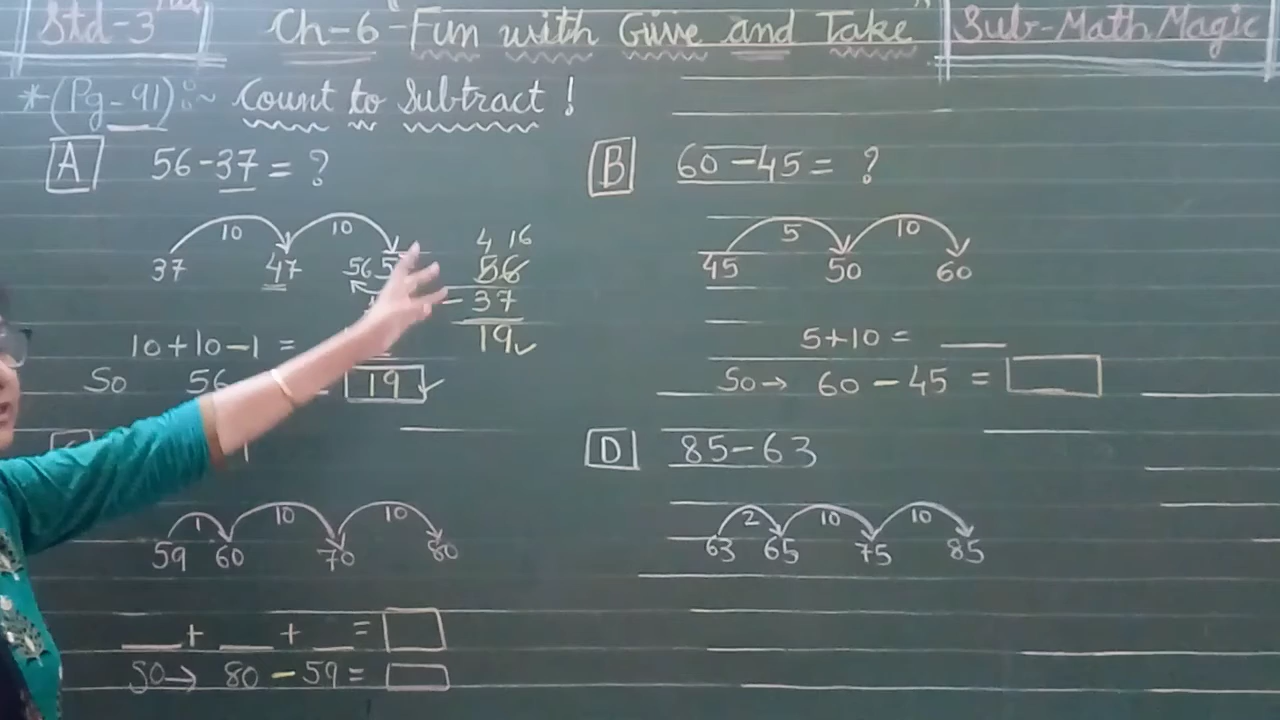 Std-3 Ch-6 "Fun with Give and Take" Sub-Math Magic
*(Pg-91):~ Count to Subtract!
A 56-37 = ?
10 10
37 47 56
4 16
56
- 37
19✓
10+10-1 =
So 56 19 ✓
B 60-45 = ?
5 10
45 50 60
5+10 = ___
So→ 60-45 =
1 10 10
59 60 70 80
___+ ___ + ___ =
So→ 80-59 =
D 85-63
2 10 10
63 65 75 85